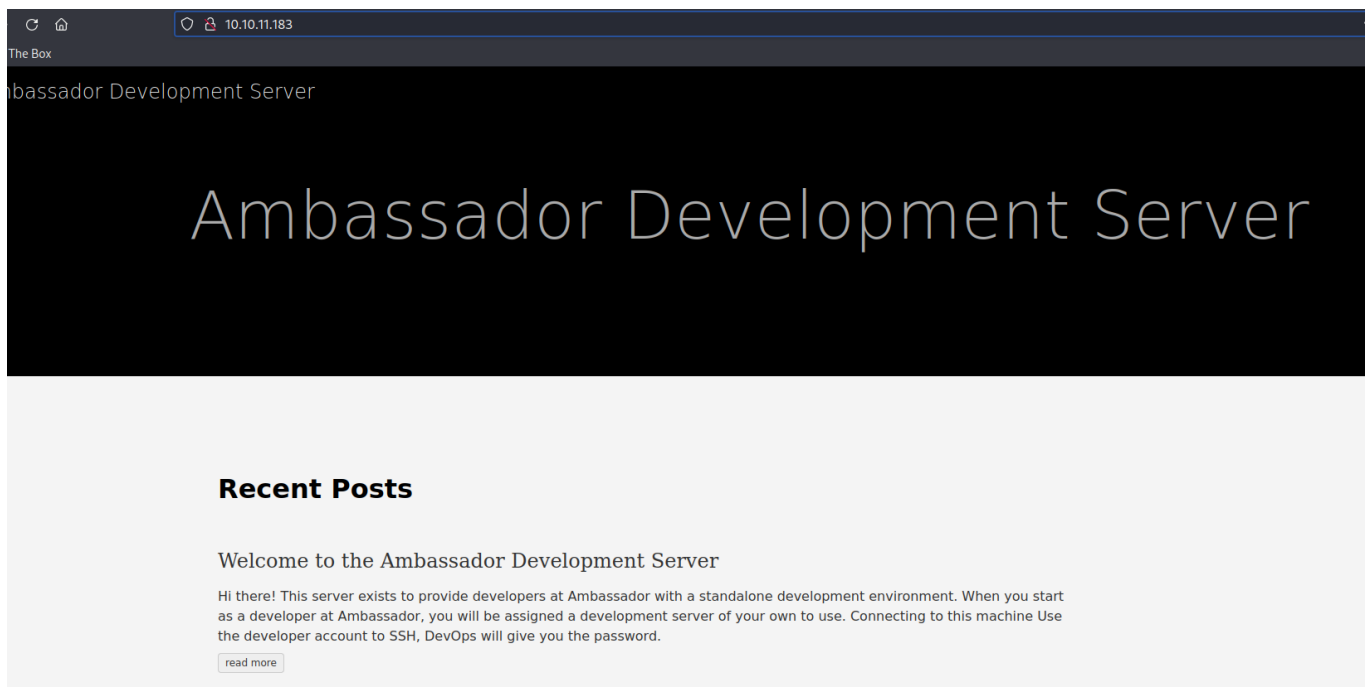 10.10.11.183
The Box
mbassador Development Server
Ambassador Development Server
Recent Posts
Welcome to the Ambassador Development Server
Hi there! This server exists to provide developers at Ambassador with a standalone development environment. When you start
as a developer at Ambassador, you will be assigned a development server of your own to use. Connecting to this machine Use
the developer account to SSH, DevOps will give you the password.
read more